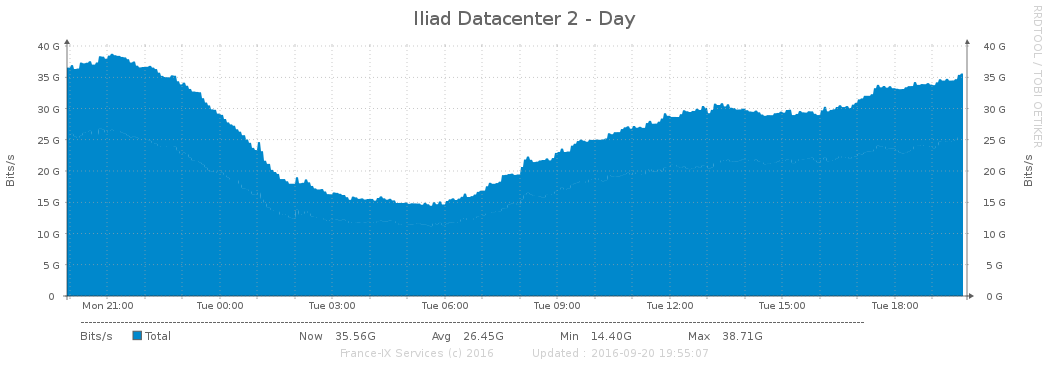 Iliad Datacenter 2 - Day
RRDTOOL / TOBI OETIKER
40 G 40 G
35 G 35 G
30 G 30 G
25 G 25 G
20 G 20 G
15 G 15 G
10 G 10 G
5 G 5 G
0 0 G
Bits/s
Bits/s
Mon 21:00 Tue 00:00 Tue 03:00 Tue 06:00 Tue 09:00 Tue 12:00 Tue 15:00 Tue 18:00
Bits/s Total Now 35.56G Avg 26.45G Min 14.40G Max 38.71G
France-IX Services (c) 2016 Updated : 2016-09-20 19:55:07